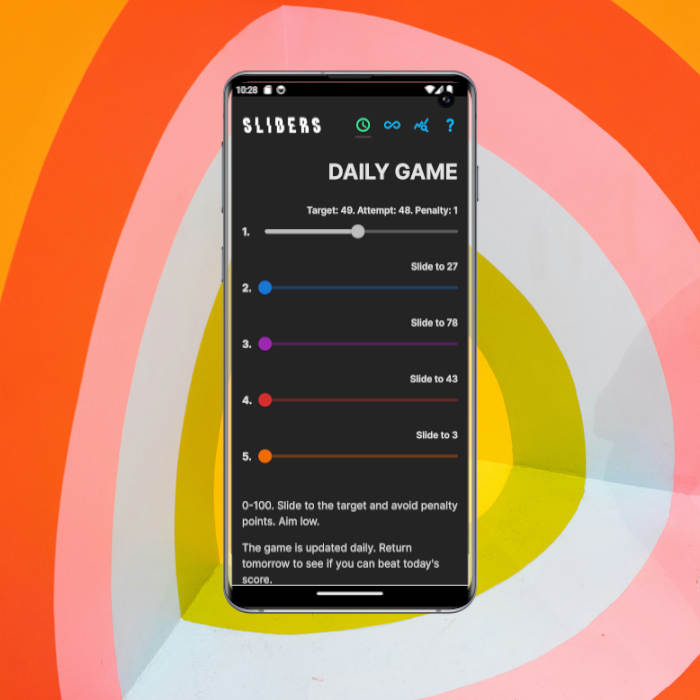 10:28
SLIDERS
?
DAILY GAME
Target: 49. Attempt: 48. Penalty: 1
1.
Slide to 27
2.
Slide to 78
3.
Slide to 43
4.
Slide to 3
5.
0-100. Slide to the target and avoid penalty
points. Aim low.
The game is updated daily. Return
tomorrow to see if you can beat today's
score.